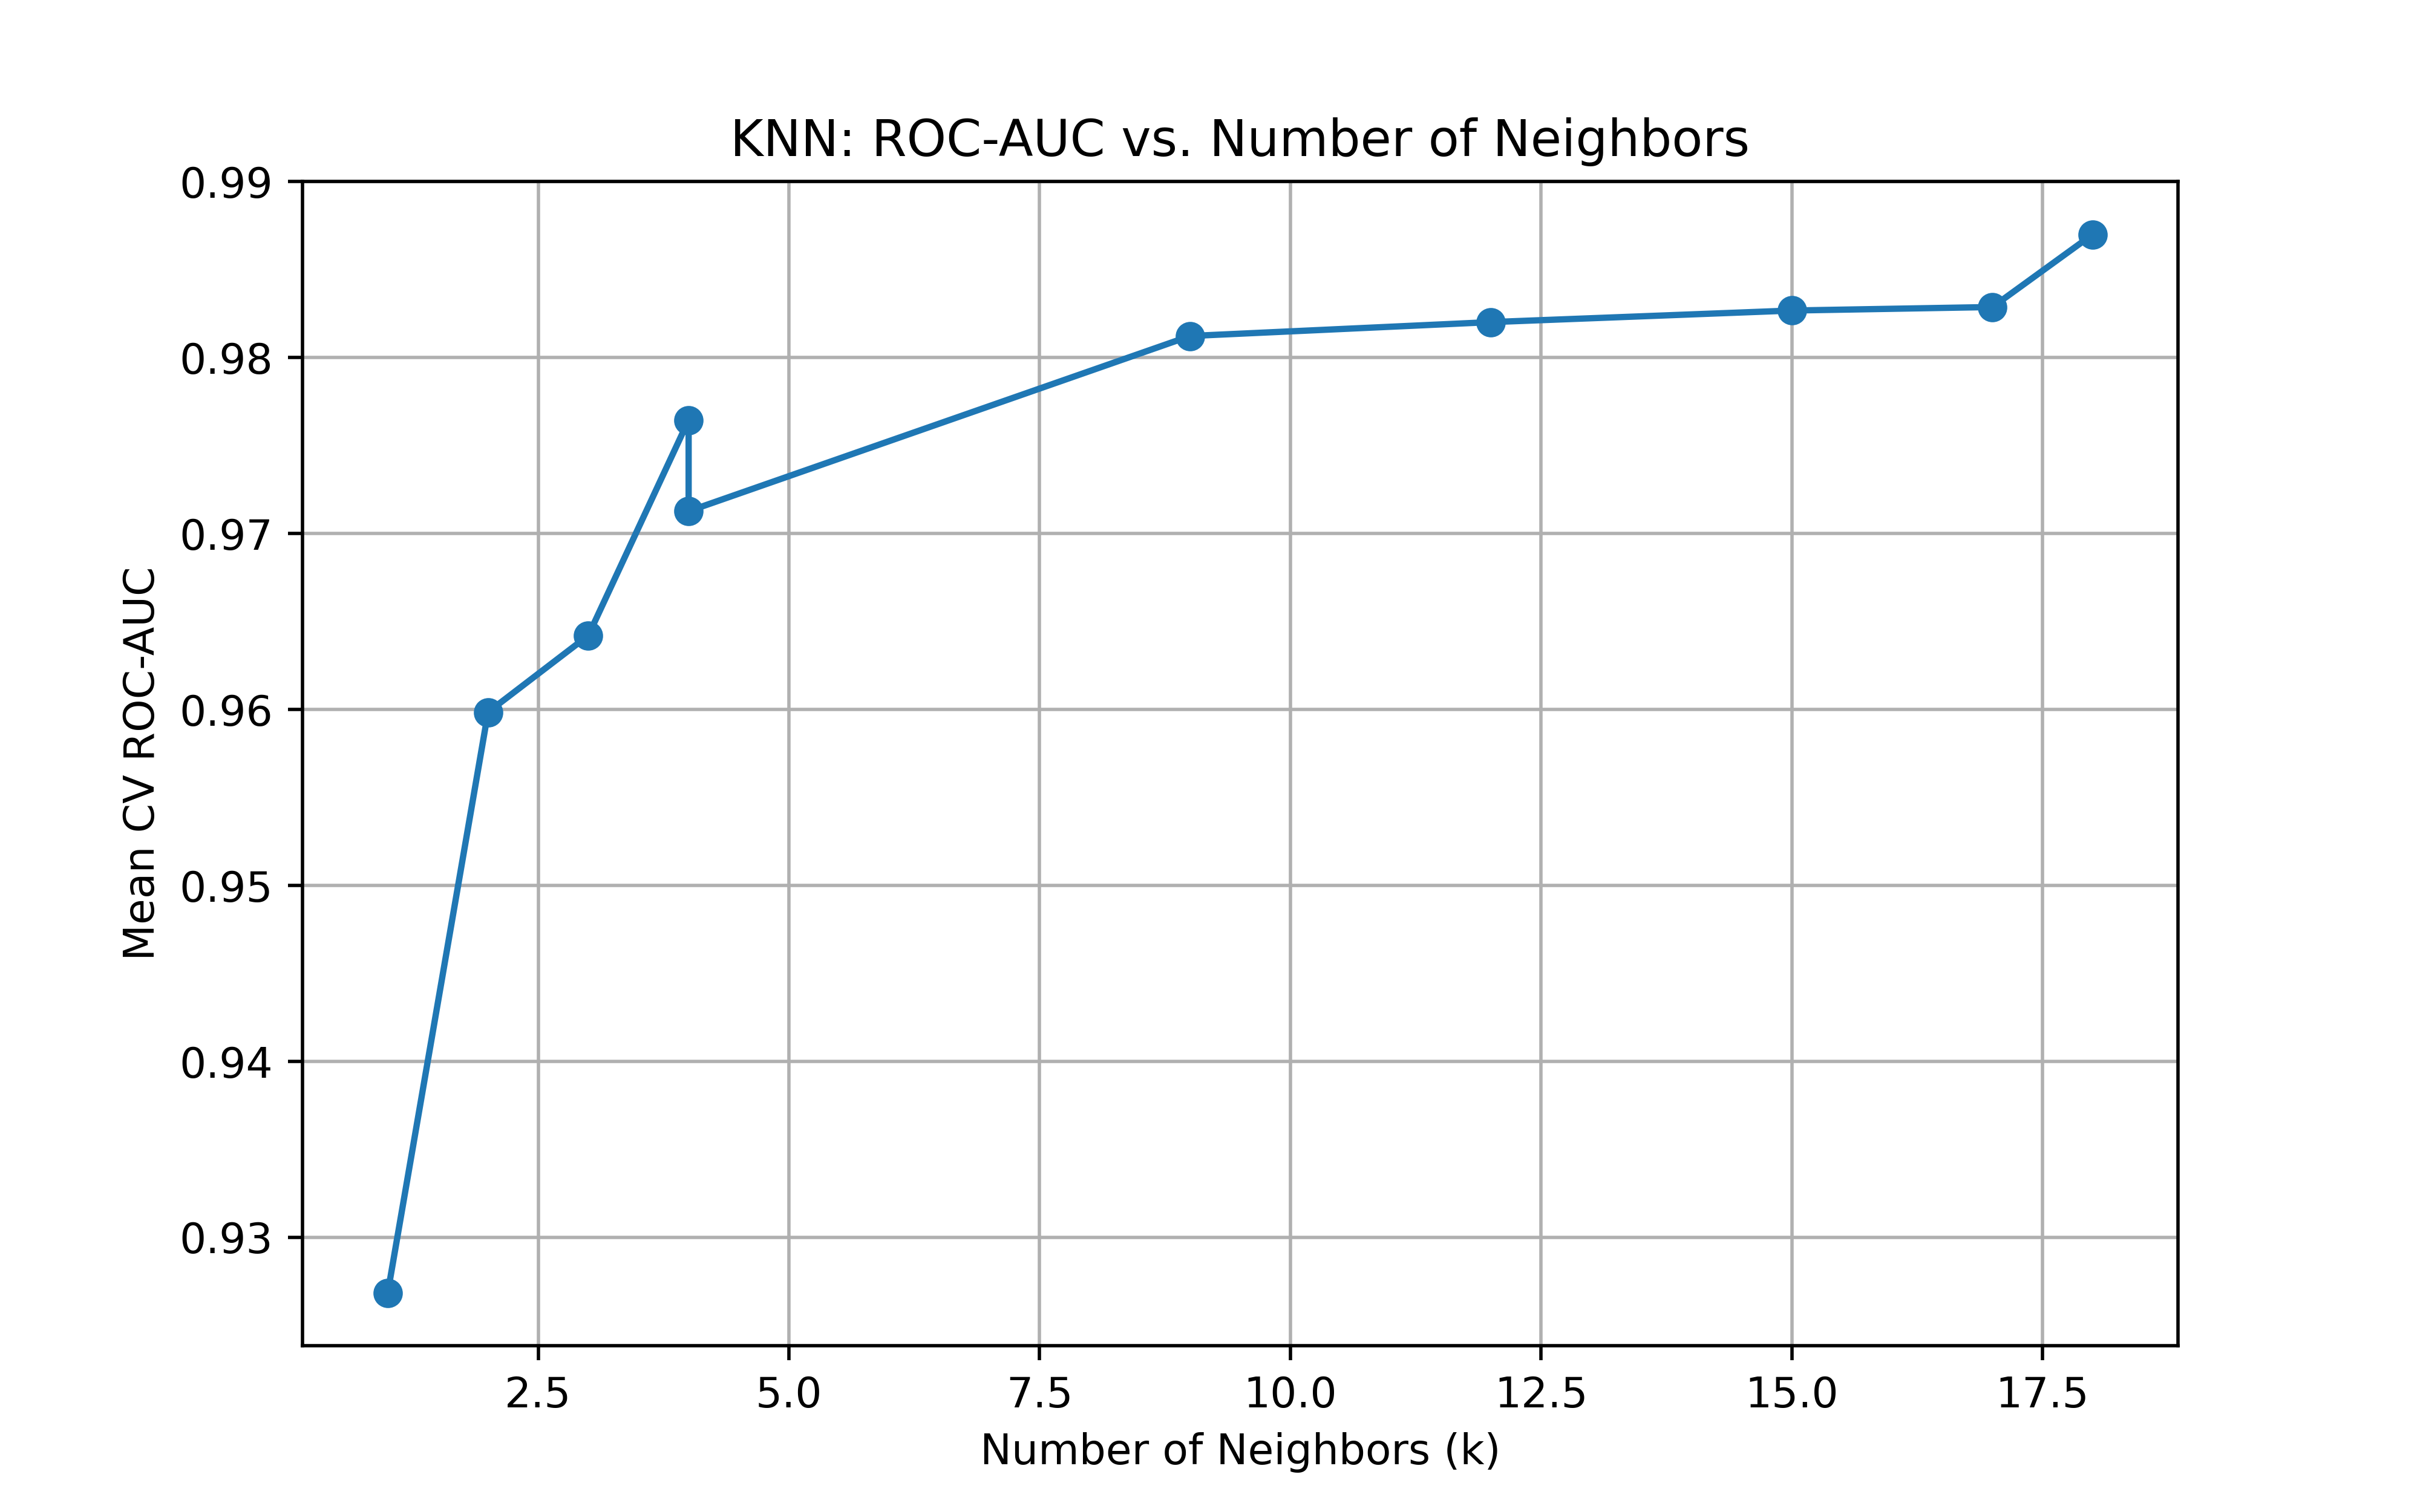 KNN: ROC-AUC vs. Number of Neighbors
0.99
0.98
0.97
0.96
0.95
0.94
0.93
Mean CV ROC-AUC
2.5 5.0 7.5 10.0 12.5 15.0 17.5
Number of Neighbors (k)